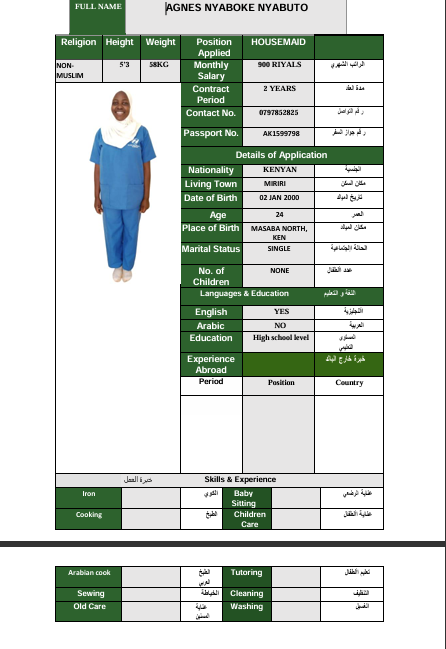 FULL NAME AGNES NYABOKE NYABUTO
Religion Height Weight Position Applied HOUSEMAID
NON-MUSLIM 5'3 58KG Monthly Salary 900 RIYALS الراتب الشهري
Contract Period 2 YEARS مدة العقد
Contact No. 0797852825 رقم التواصل
Passport No. AK1599798 رقم جواز السفر
Details of Application
Nationality KENYAN الجنسية
Living Town MIRIRI مكان السكن
Date of Birth 02 JAN 2000 تاريخ الميلاد
Age 24 العمر
Place of Birth MASABA NORTH, KEN مكان الميلاد
Marital Status SINGLE الحالة الاجتماعية
No. of Children NONE عدد الاطفال
Languages & Education اللغة و التعليم
English YES الانجليزية
Arabic NO العربية
Education High school level المستوى التعليمي
Experience Abroad خبرة خارج البلاد
Period Position Country
خبرة العمل Skills & Experience
Iron الكوي Baby Sitting عناية الرضع
Cooking الطبخ Children Care عناية الاطفال
Arabian cook الطبخ العربي Tutoring تعليم الاطفال
Sewing الخياطة Cleaning التنظيف
Old Care عناية المسنين Washing الغسيل